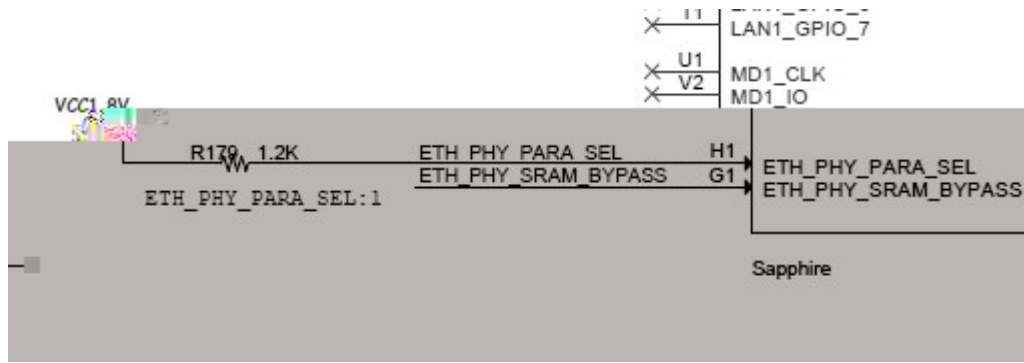 LAN1_GPIO_7
U1 MD1_CLK
V2 MD1_IO
VCC1.8V
R179 1.2K ETH_PHY_PARA_SEL H1 ETH_PHY_PARA_SEL
ETH_PHY_SRAM_BYPASS G1 ETH_PHY_SRAM_BYPASS
ETH_PHY_PARA_SEL:1
Sapphire